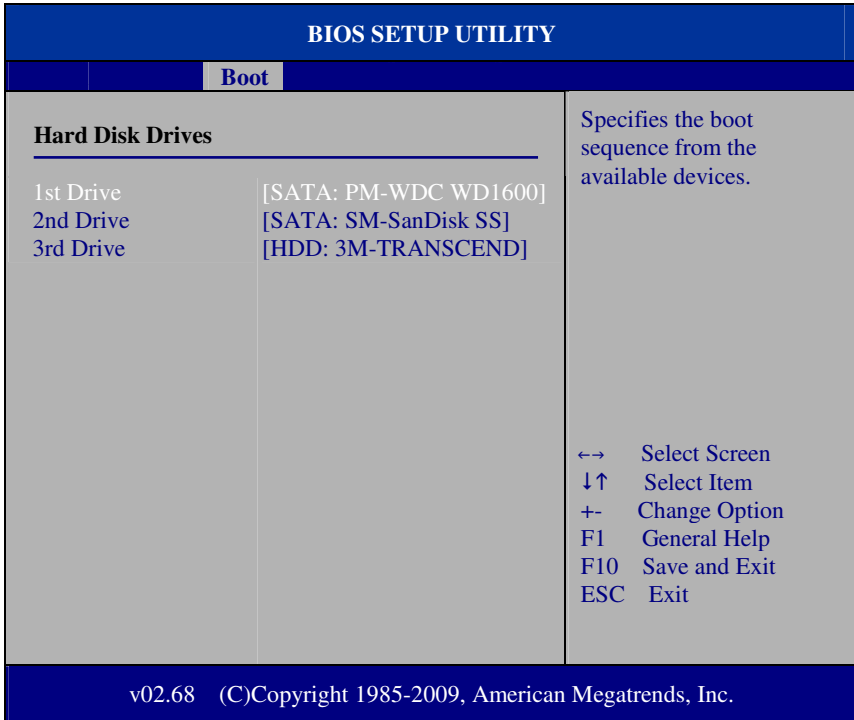 BIOS SETUP UTILITY
Boot
Hard Disk Drives
1st Drive [SATA: PM-WDC WD1600]
2nd Drive [SATA: SM-SanDisk SS]
3rd Drive [HDD: 3M-TRANSCEND]
Specifies the boot
sequence from the
available devices.
←→ Select Screen
↓↑ Select Item
+- Change Option
F1 General Help
F10 Save and Exit
ESC Exit
v02.68 (C)Copyright 1985-2009, American Megatrends, Inc.